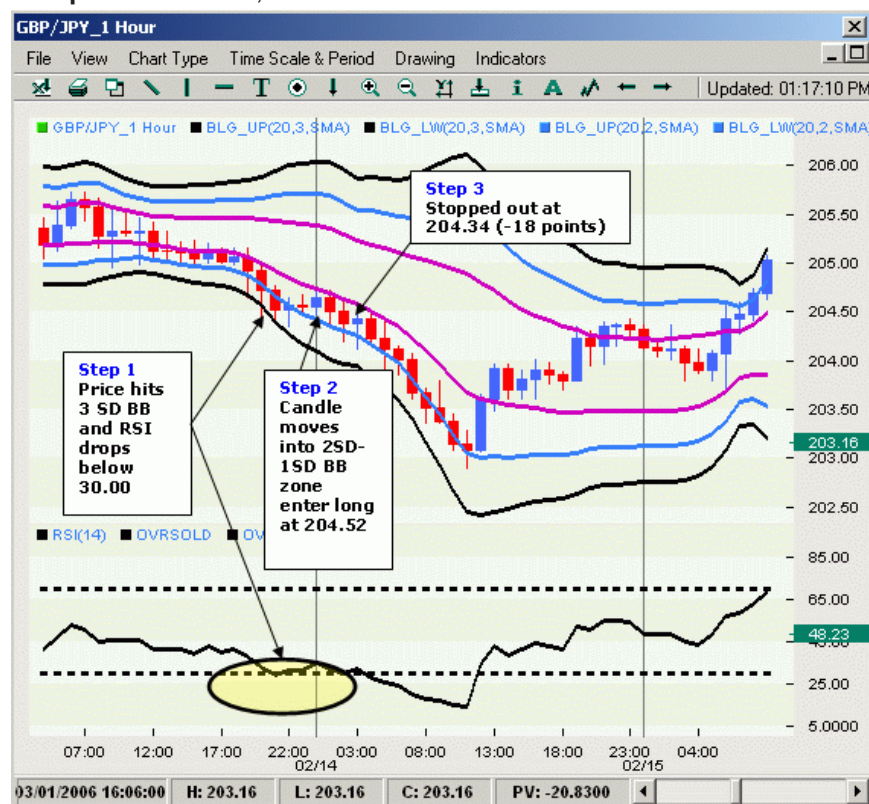 GBP/JPY_1 Hour
File View Chart Type Time Scale & Period Drawing Indicators
Updated: 01:17:10 PM
GBP/JPY_1 Hour BLG_UP(20,3,SMA) BLG_LW(20,3,SMA) BLG_UP(20,2,SMA) BLG_LW(20,2,SMA
206.00
205.50
205.00
204.50
204.00
203.50
203.16
203.00
202.50
Step 3
Stopped out at
204.34 (-18 points)
Step 1
Price hits
3 SD BB
and RSI
drops
below
30.00
Step 2
Candle
moves
into 2SD-
1SD BB
zone
enter long
at 204.52
RSI(14) OVRSOLD OV
85.00
65.00
48.23
25.00
5.0000
07:00 12:00 17:00 22:00 03:00 08:00 13:00 18:00 23:00 04:00
02/14 02/15
03/01/2006 16:06:00 H: 203.16 L: 203.16 C: 203.16 PV: -20.8300